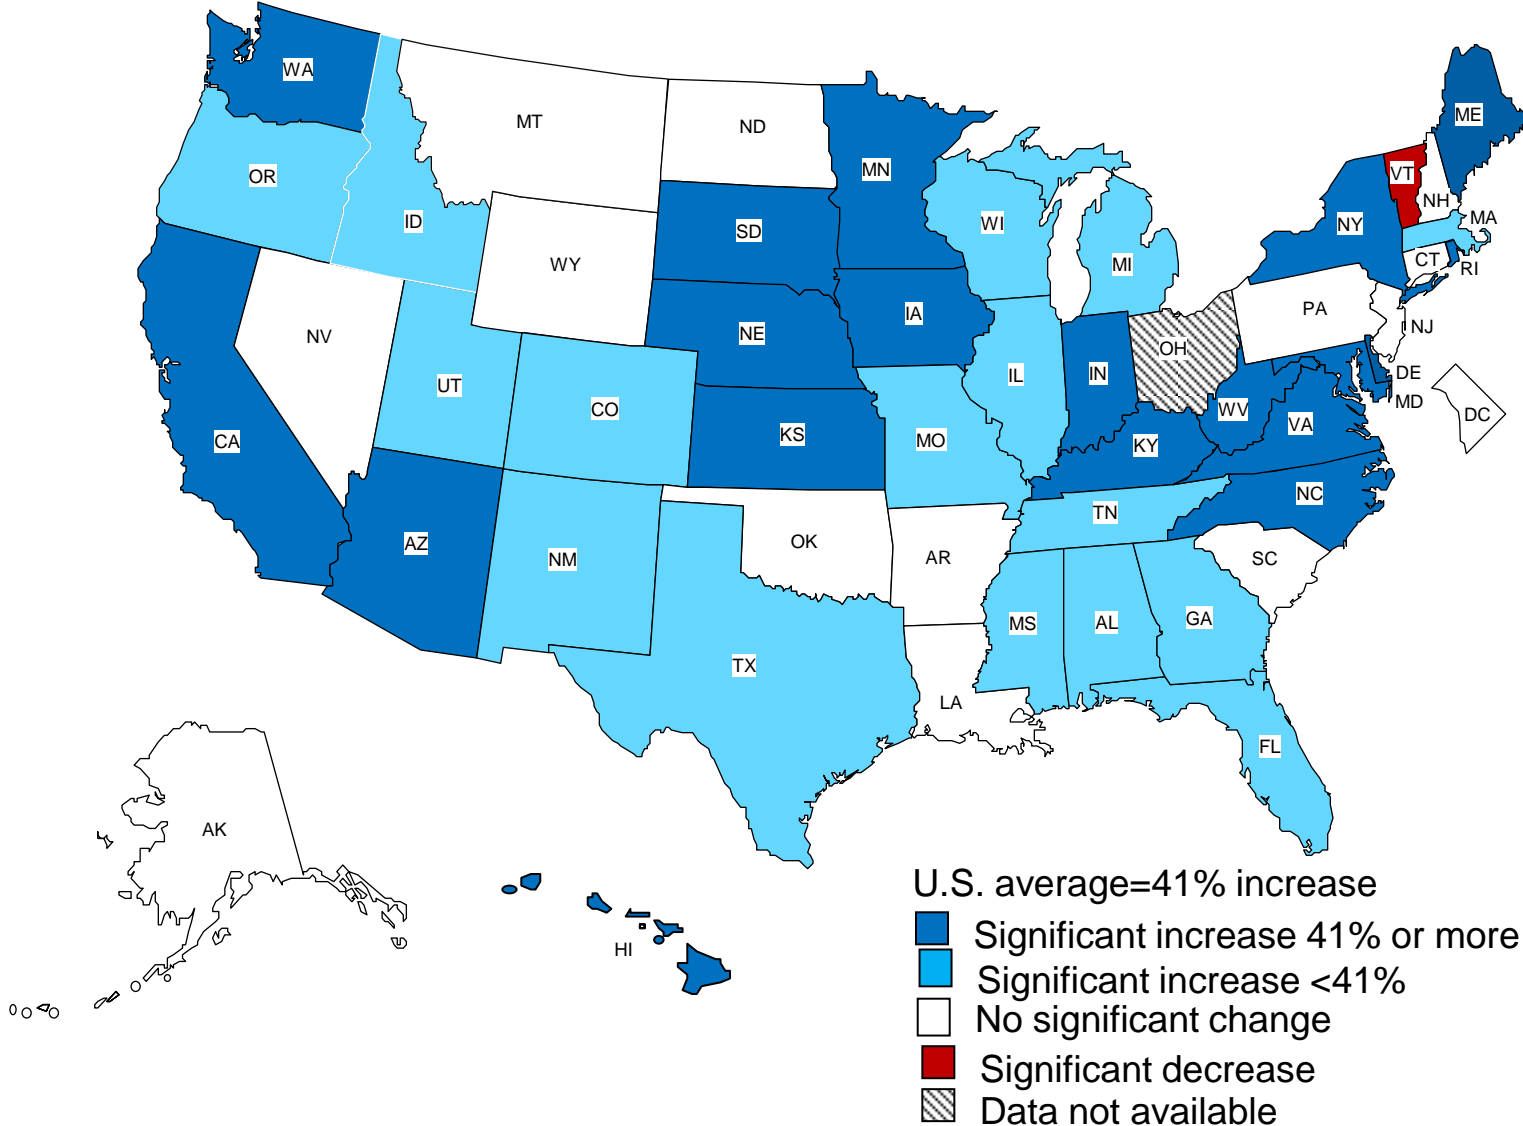 WA
ME
MT
ND
MN
VT
OR
NH
MA
ID
WI
NY
SD
WY
MI
CT
RI
IA
PA
NV
NE
NJ
OH
UT
IL
IN
DE
CO
WV
MD
DC
CA
KS
MO
KY
VA
NC
TN
AZ
OK
NM
AR
SC
MS
AL
GA
TX
LA
FL
AK
HI
U.S. average=41% increase
Significant increase 41% or more
Significant increase <41%
No significant change
Significant decrease
Data not available